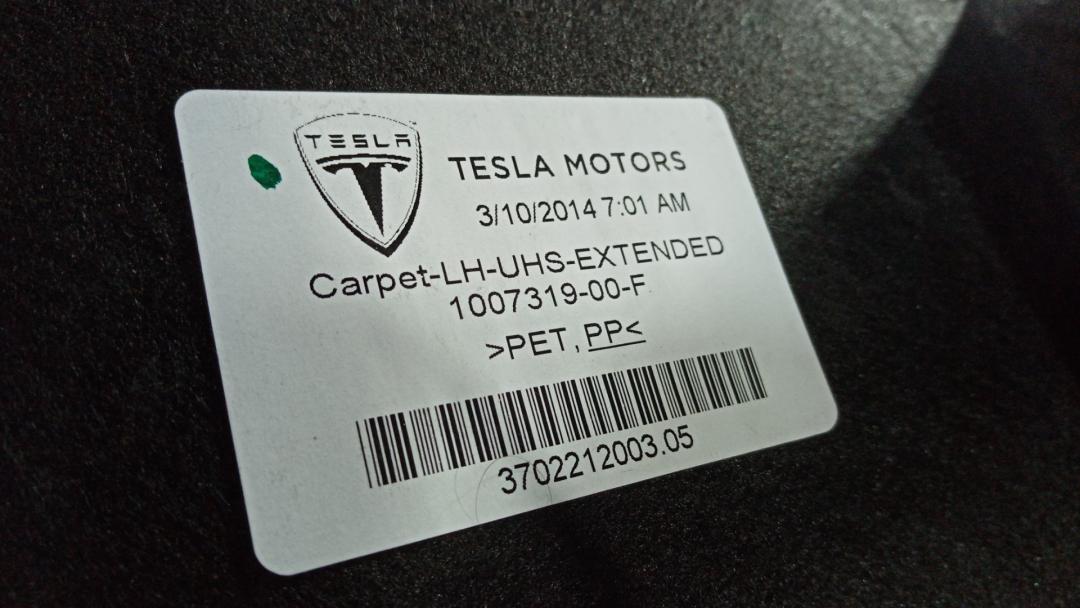 TESLA
TESLA MOTORS
3/10/2014 7:01 AM
Carpet-LH-UHS-EXTENDED
1007319-00-F
>PET, PP<
3702212003.05